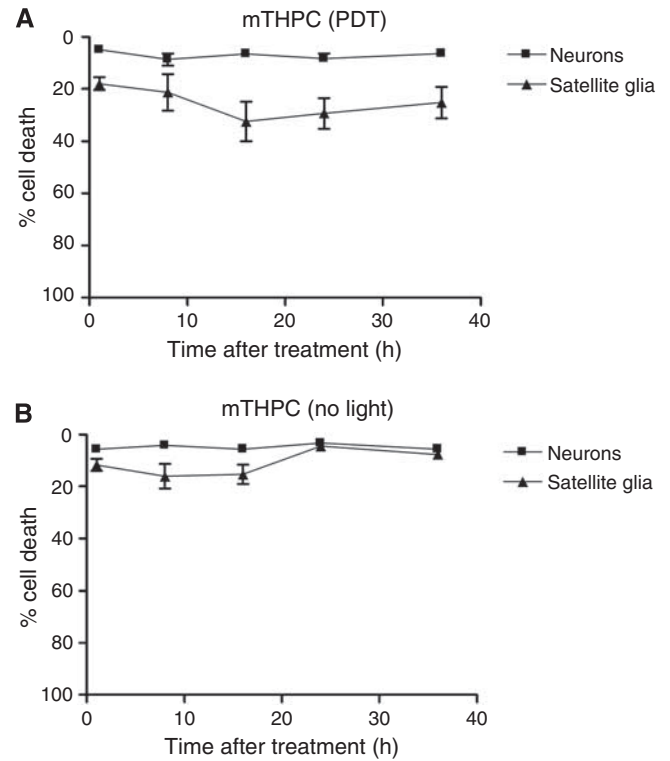 A
mTHPC (PDT)
0
20
40
60
80
100
% cell death
0 10 20 30 40
Time after treatment (h)
Neurons
Satellite glia
B
mTHPC (no light)
0
20
40
60
80
100
% cell death
0 10 20 30 40
Time after treatment (h)
Neurons
Satellite glia